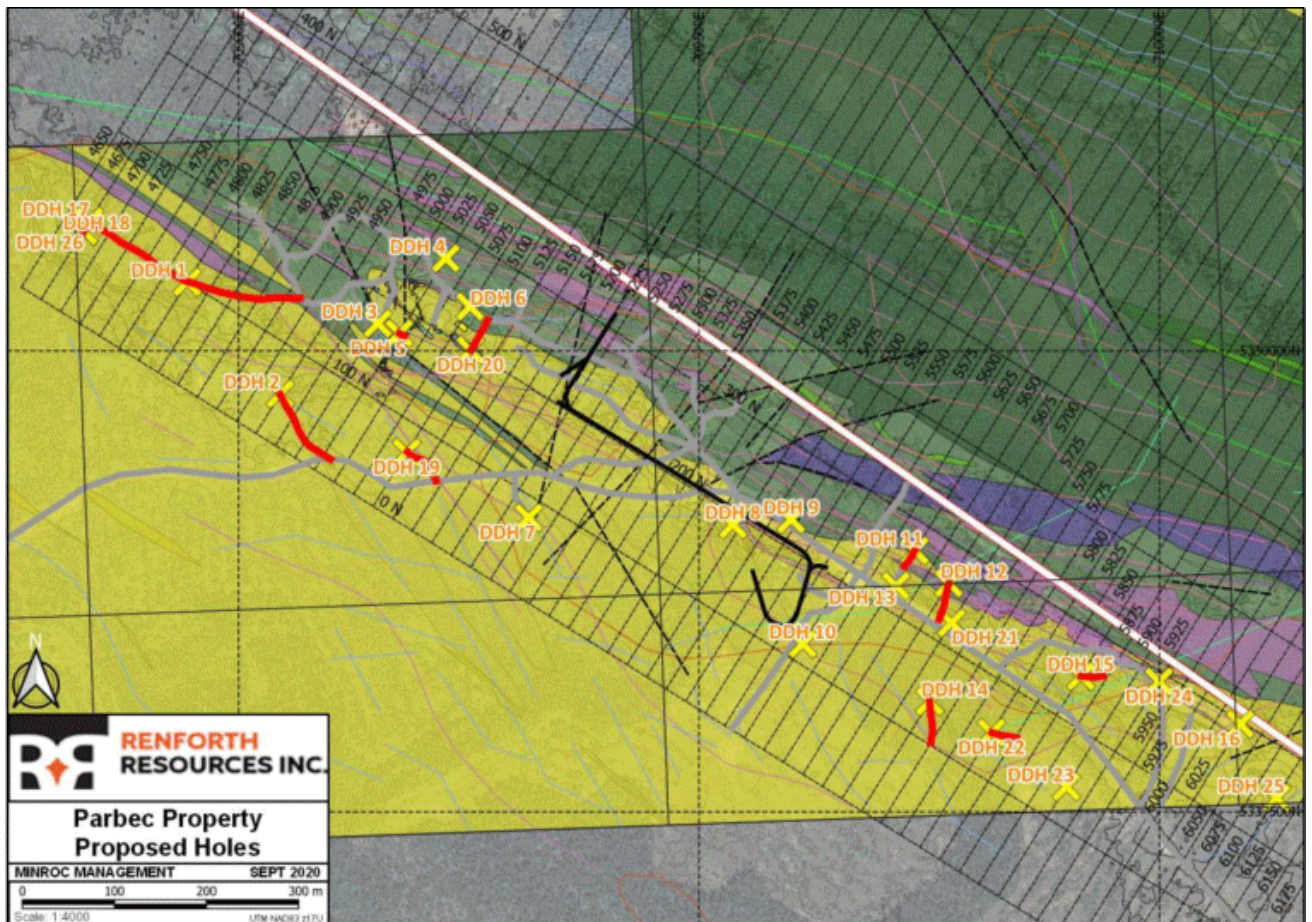 400 N
500 N
4650
4675
4700
4725
4750
4775
4800
4825
4850
4875
4900
4925
4950
4975
5000
5025
5050
5075
5100
5125
5150
5275
5300
5325
5350
5375
5400
5425
5450
5475
5500
5525
5550
5575
5600
5625
5650
5675
5700
5725
5750
5775
5800
5825
5850
5875
5900
5925
DDH 17
DDH 18
DDH 26
DDH 1
DDH 4
DDH 3
DDH 6
DDH 5
DDH 20
100 N
DDH 2
300 N
DDH 19
200 N
0 N
DDH 7
DDH 8
DDH 9
DDH 11
DDH 12
DDH 13
DDH 10
DDH 21
DDH 15
DDH 24
DDH 14
DDH 16
DDH 22
DDH 23
DDH 25
5950
5975
6000
6025
6050
6075
6100
6125
6150
6175
5337500N
N
RENFORTH
RESOURCES INC.
Parbec Property
Proposed Holes
MINROC MANAGEMENT SEPT 2020
0 100 200 300 m
Scale: 1:4000
UTM NAD83 z17U